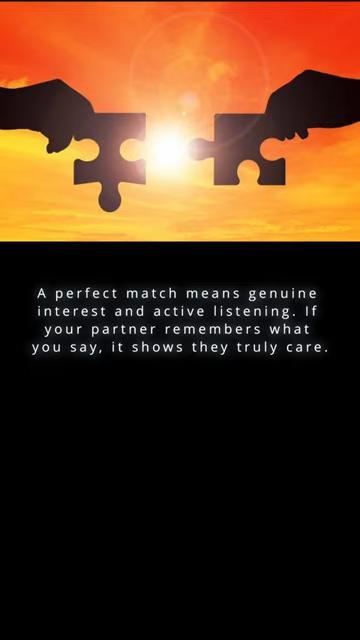 A perfect match means genuine
interest and active listening. If
your partner remembers what
you say, it shows they truly care.